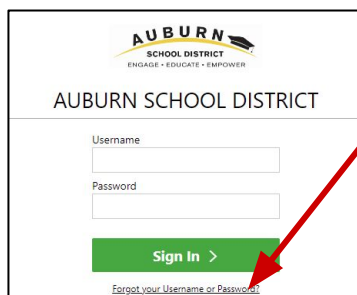 AUBURN
SCHOOL DISTRICT
ENGAGE • EDUCATE • EMPOWER
AUBURN SCHOOL DISTRICT
Username
Password
Sign In >
Forgot your Username or Password?